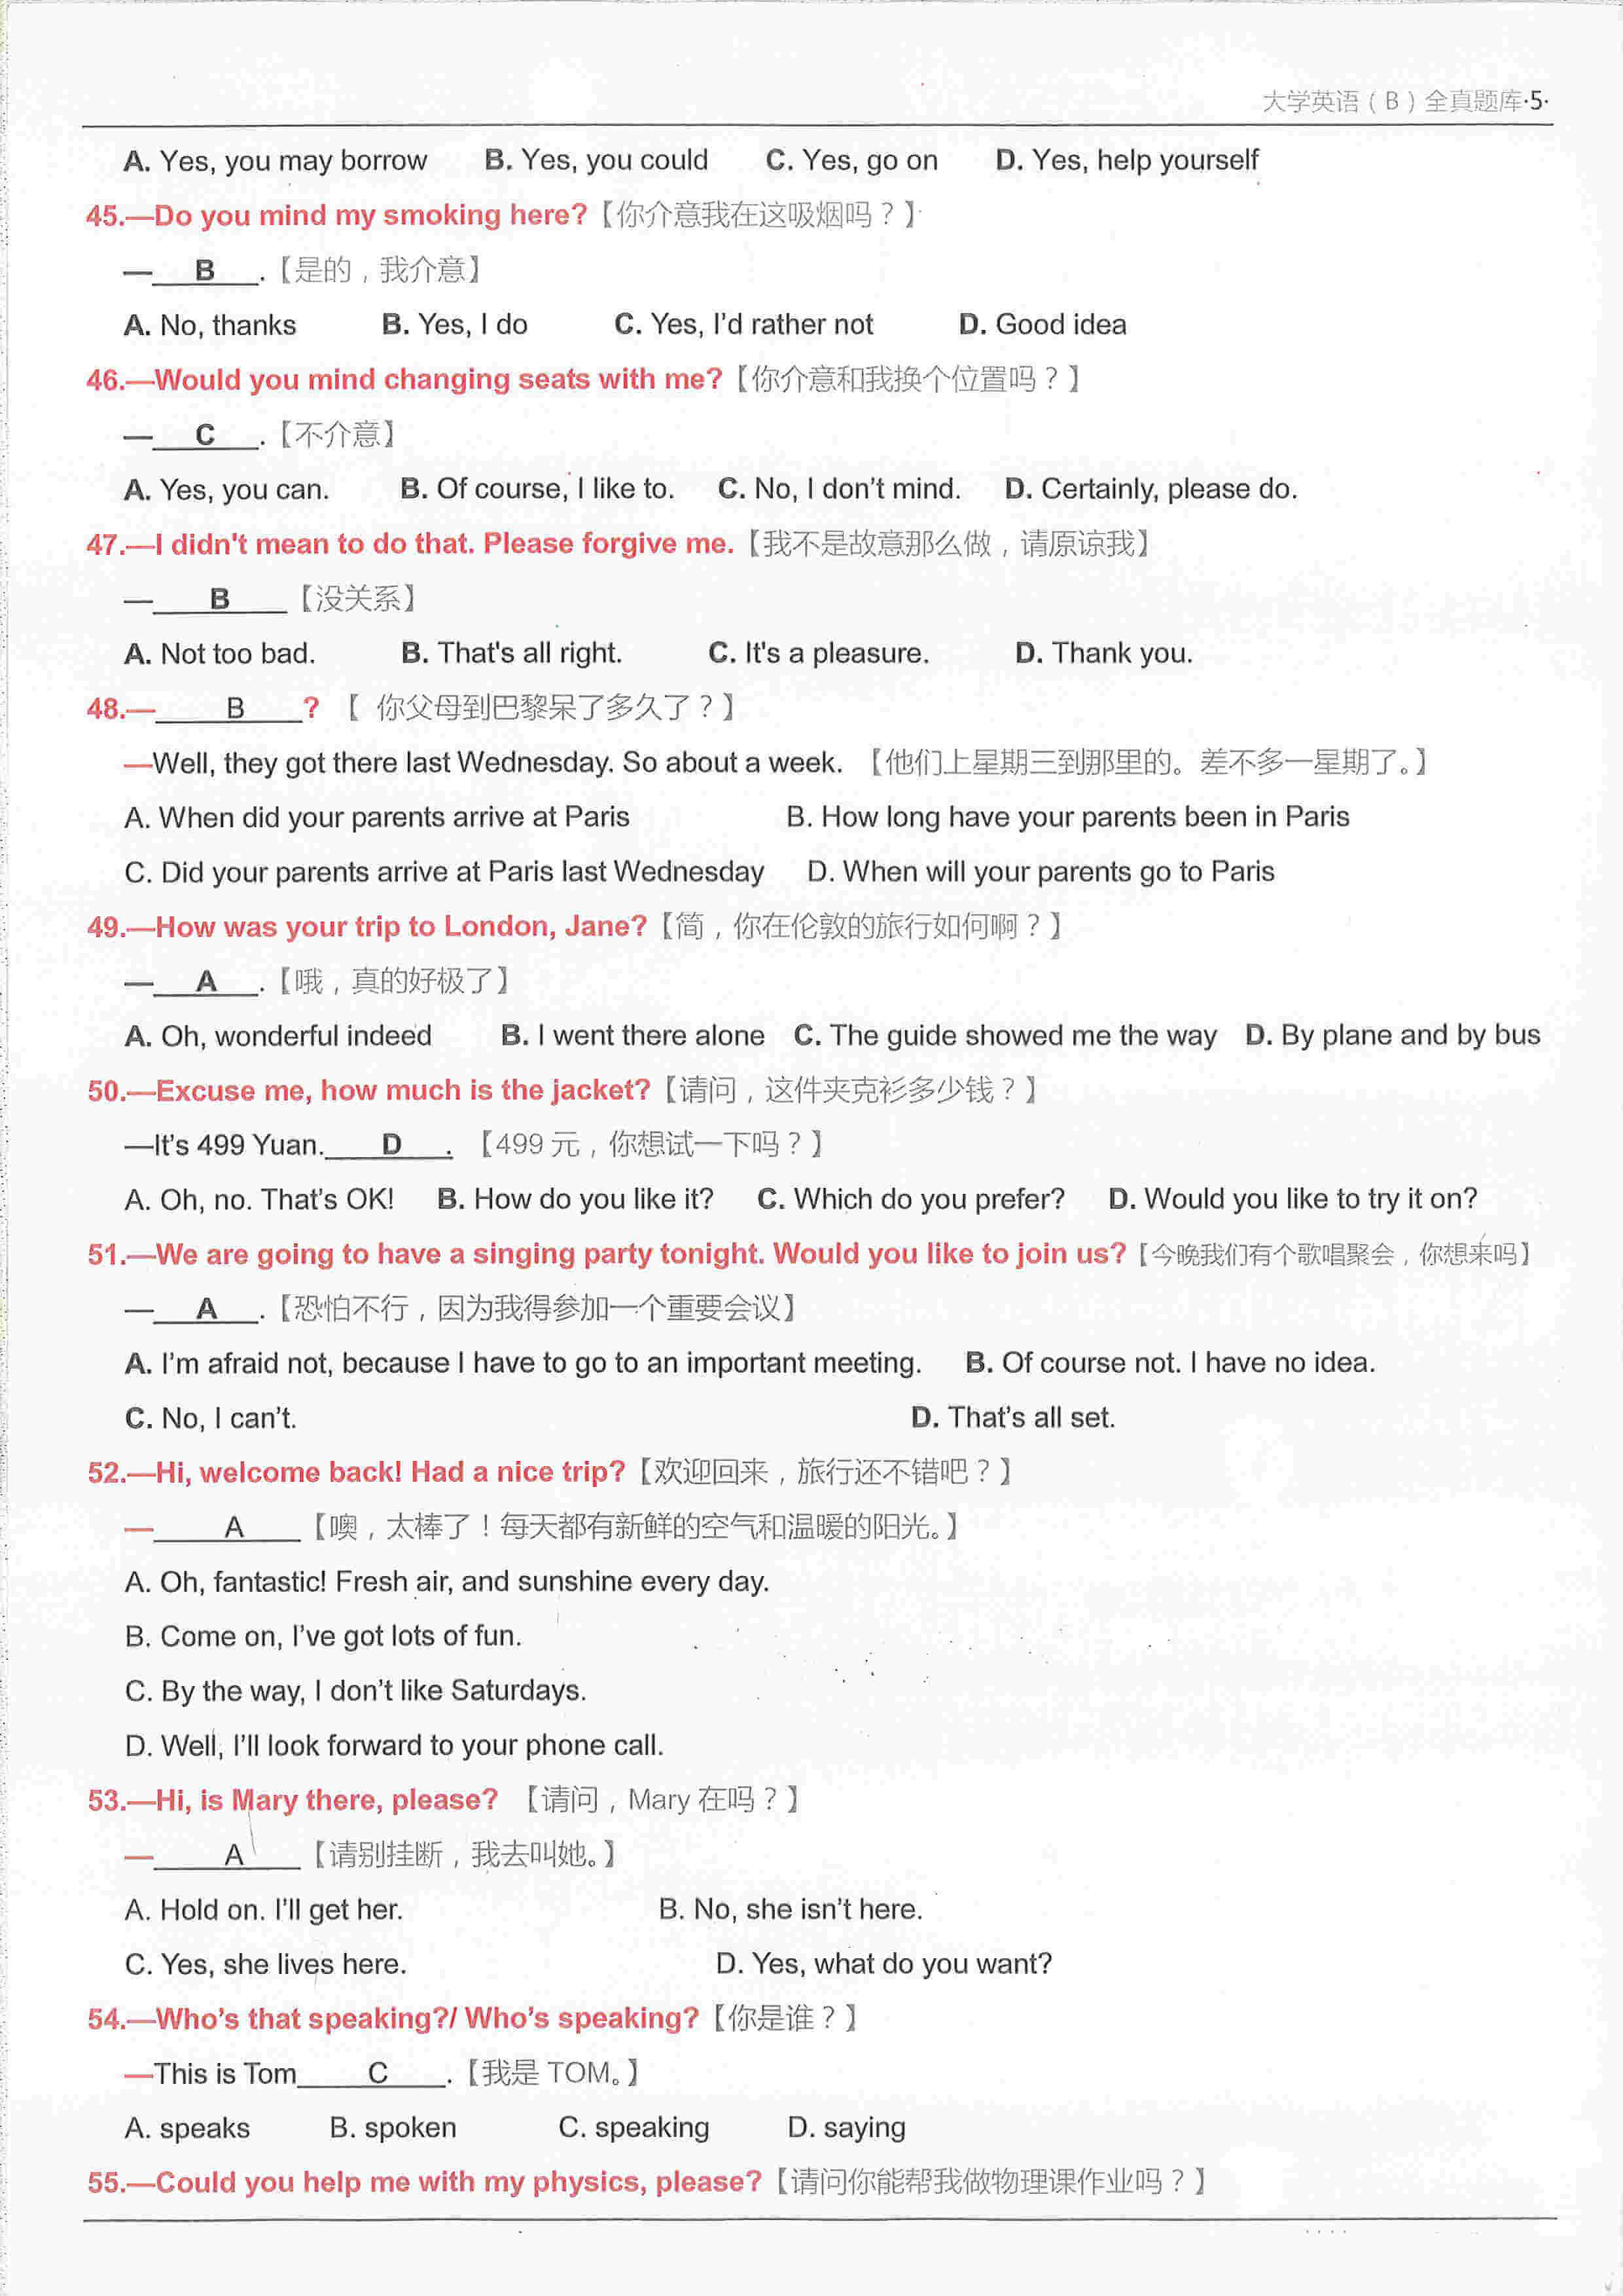 大学英语（B）全真题库·5·
A. Yes, you may borrow B. Yes, you could C. Yes, go on D. Yes, help yourself
45.—Do you mind my smoking here?【你介意我在这吸烟吗？】
— B .【是的，我介意】
A. No, thanks B. Yes, I do C. Yes, I'd rather not D. Good idea
46.—Would you mind changing seats with me?【你介意和我换个位置吗？】
— C .【不介意】
A. Yes, you can. B. Of course, I like to. C. No, I don't mind. D. Certainly, please do.
47.—I didn't mean to do that. Please forgive me.【我不是故意那么做，请原谅我】
— B 【没关系】
A. Not too bad. B. That's all right. C. It's a pleasure. D. Thank you.
48.— B ? 【 你父母到巴黎呆了多久了？】
—Well, they got there last Wednesday. So about a week. 【他们上星期三到那里的。差不多一星期了。】
A. When did your parents arrive at Paris B. How long have your parents been in Paris
C. Did your parents arrive at Paris last Wednesday D. When will your parents go to Paris
49.—How was your trip to London, Jane?【简，你在伦敦的旅行如何啊？】
— A .【哦，真的好极了】
A. Oh, wonderful indeed B. I went there alone C. The guide showed me the way D. By plane and by bus
50.—Excuse me, how much is the jacket?【请问，这件夹克衫多少钱？】
—It's 499 Yuan. D . 【499元，你想试一下吗？】
A. Oh, no. That's OK! B. How do you like it? C. Which do you prefer? D. Would you like to try it on?
51.—We are going to have a singing party tonight. Would you like to join us?【今晚我们有个歌唱聚会，你想来吗】
— A .【恐怕不行，因为我得参加一个重要会议】
A. I'm afraid not, because I have to go to an important meeting. B. Of course not. I have no idea.
C. No, I can't. D. That's all set.
52.—Hi, welcome back! Had a nice trip?【欢迎回来，旅行还不错吧？】
— A 【噢，太棒了！每天都有新鲜的空气和温暖的阳光。】
A. Oh, fantastic! Fresh air, and sunshine every day.
B. Come on, I've got lots of fun.
C. By the way, I don't like Saturdays.
D. Well, I'll look forward to your phone call.
53.—Hi, is Mary there, please? 【请问，Mary 在吗？】
— A 【请别挂断，我去叫她。】
A. Hold on. I'll get her. B. No, she isn't here.
C. Yes, she lives here. D. Yes, what do you want?
54.—Who's that speaking?/ Who's speaking?【你是谁？】
—This is Tom C .【我是 TOM。】
A. speaks B. spoken C. speaking D. saying
55.—Could you help me with my physics, please?【请问你能帮我做物理课作业吗？】